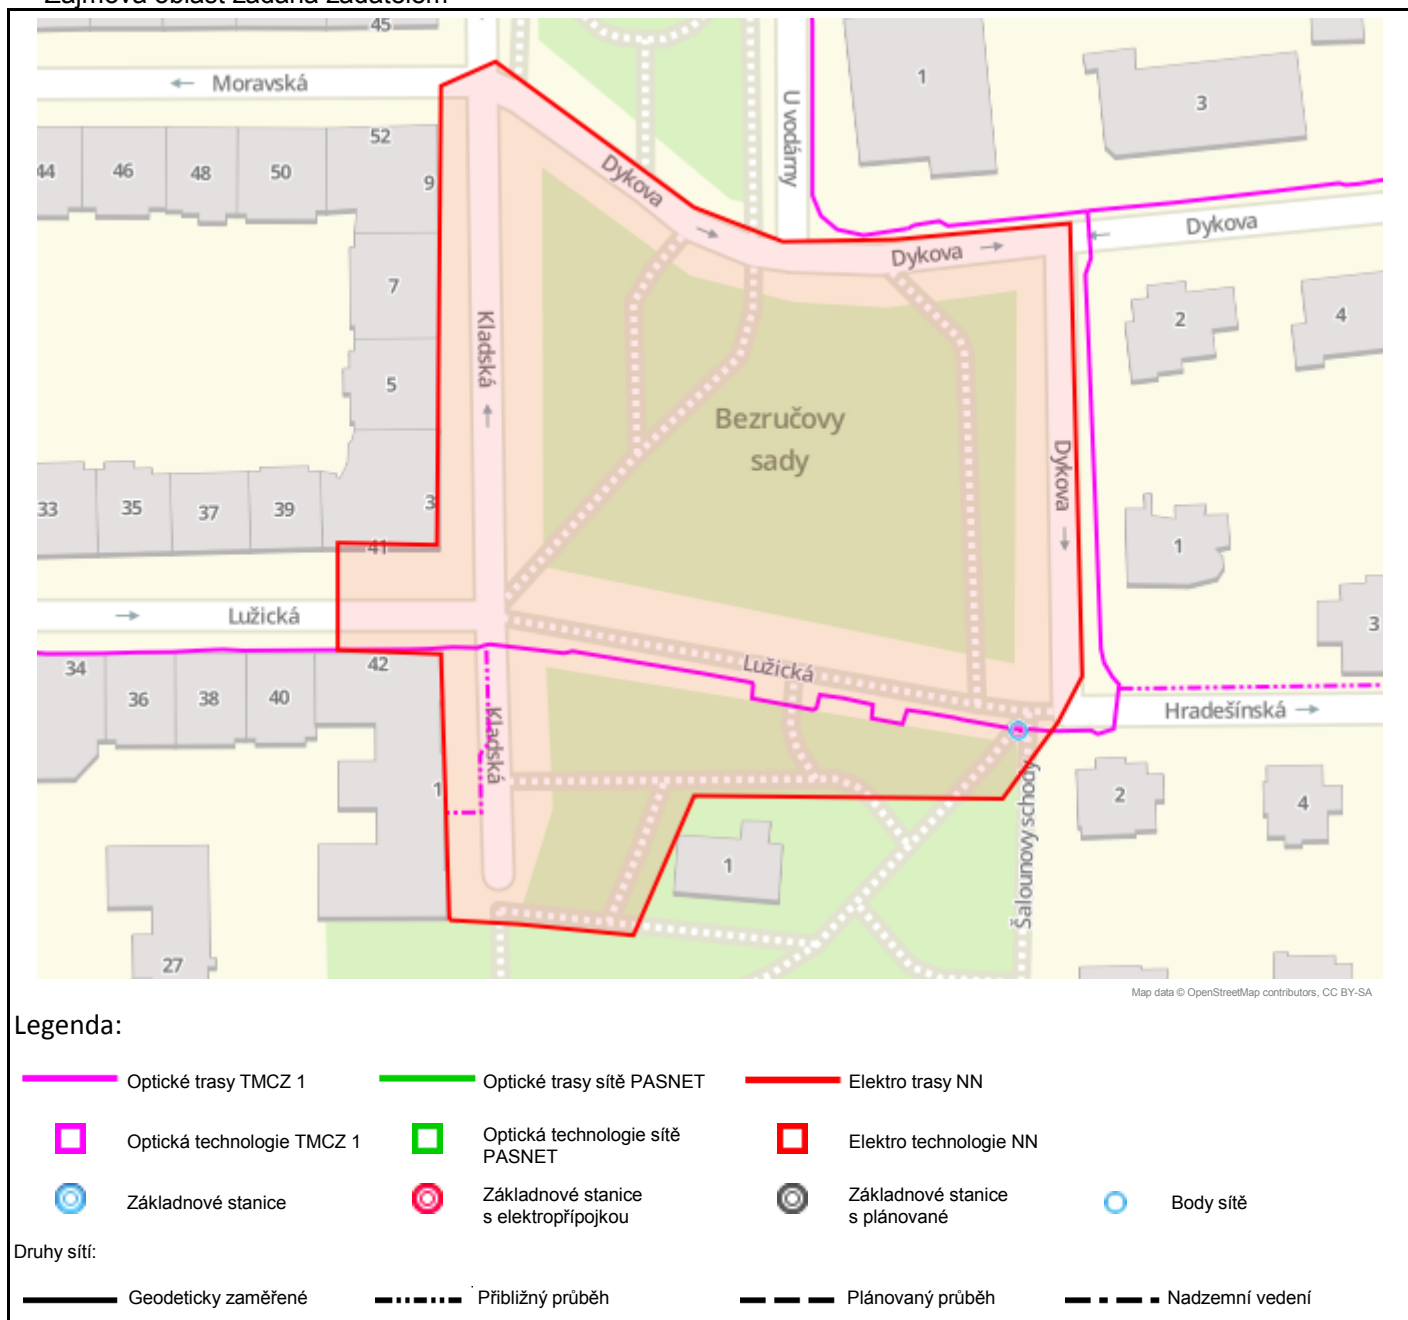 Zájmová oblast zadaná žadatelem
45
Moravská
1
3
U vodárny
52
44
46
48
50
9
Dykova
Dykova
Dykova
7
2
4
Kladská
5
Bezručovy
sady
Dykova
33
35
37
39
3
41
1
Lužická
3
34
36
38
40
42
Lužická
Kladská
Hradešínská
1
2
4
Šalounovy schody
1
27
Map data © OpenStreetMap contributors, CC BY-SA
Legenda:
Optické trasy TMCZ 1
Optické trasy sítě PASNET
Elektro trasy NN
Optická technologie TMCZ 1
Optická technologie sítě
PASNET
Elektro technologie NN
Základnové stanice
Základnové stanice
s elektropřípojkou
Základnové stanice
s plánované
Body sítě
Druhy sítí:
Geodeticky zaměřené
Přibližný průběh
Plánovaný průběh
Nadzemní vedení